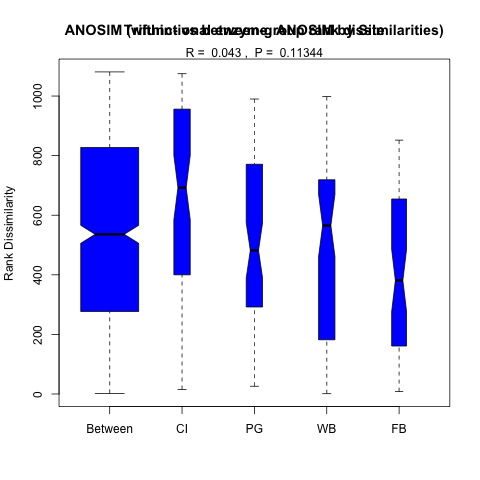 ANOSIM
R = 0.043 , P = 0.11344
Rank Dissimilarity
1000
800
600
400
200
0
Between CI PG WB FB